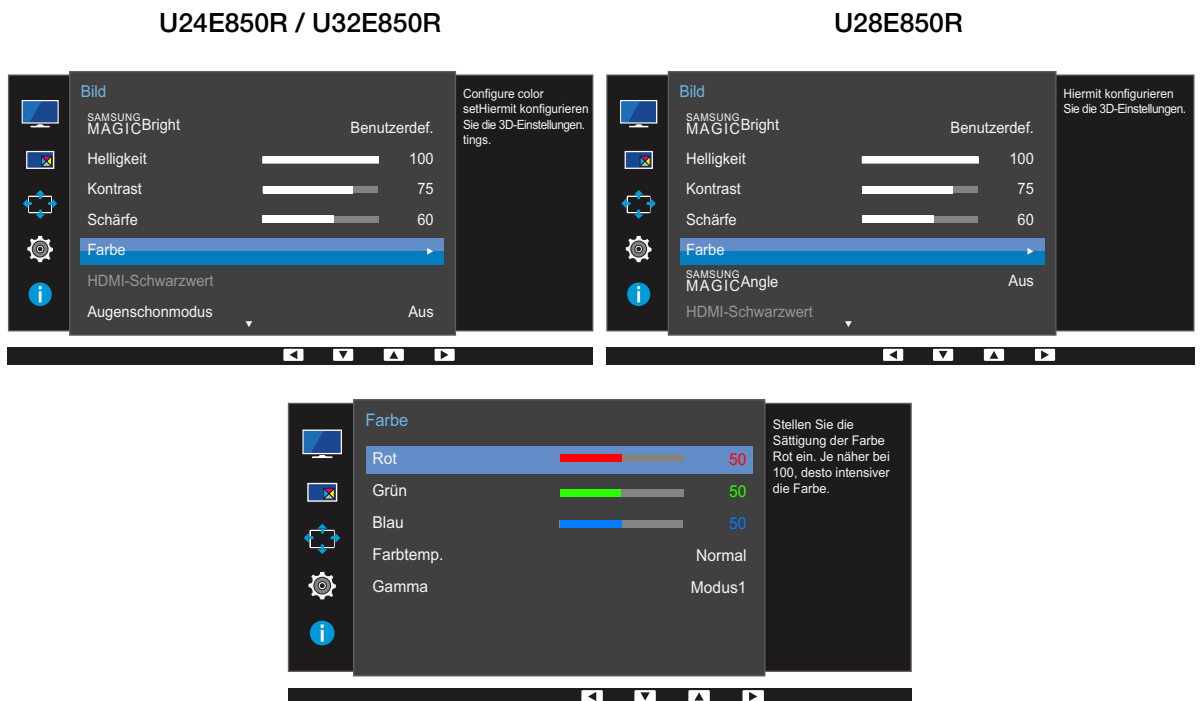 U24E850R / U32E850R
Bild
SAMSUNG
MAGICBright Benutzerdef.
Helligkeit 100
Kontrast 75
Schärfe 60
Farbe
HDMI-Schwarzwert
Augenschonmodus Aus
Configure color
setHiermit konfigurieren
Sie die 3D-Einstellungen.
tings.
U28E850R
Bild
SAMSUNG
MAGICBright Benutzerdef.
Helligkeit 100
Kontrast 75
Schärfe 60
Farbe
SAMSUNG
MAGICAngle Aus
HDMI-Schwarzwert
Hiermit konfigurieren
Sie die 3D-Einstellungen.
Farbe
Rot 50
Grün 50
Blau 50
Farbtemp. Normal
Gamma Modus1
Stellen Sie die
Sättigung der Farbe
Rot ein. Je näher bei
100, desto intensiver
die Farbe.